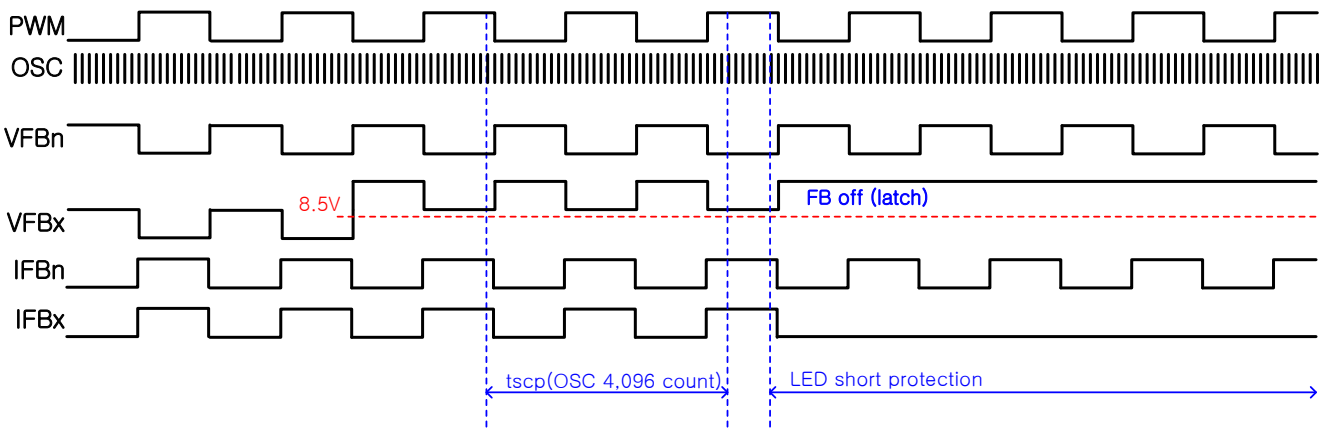 PWM
OSC
VFBn
8.5V
FB off (latch)
VFBx
IFBn
IFBx
tscp(OSC 4,096 count)
LED short protection